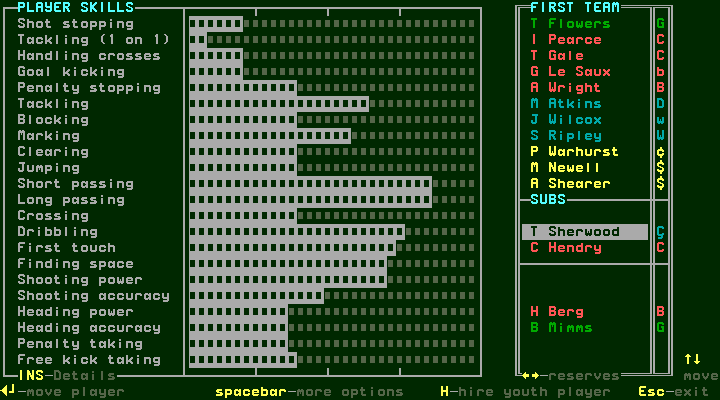 PLAYER SKILLS
Shot stopping
Tackling (1 on 1)
Handling crosses
Goal kicking
Penalty stopping
Tackling
Blocking
Marking
Clearing
Jumping
Short passing
Long passing
Crossing
Dribbling
First touch
Finding space
Shooting power
Shooting accuracy
Heading power
Heading accuracy
Penalty taking
Free kick taking
INS-Details
FIRST TEAM
T Flowers G
I Pearce C
T Gale C
G Le Saux b
A Wright B
M Atkins D
J Wilcox w
S Ripley W
P Warhurst ¢
M Newell $
A Shearer $
SUBS
T Sherwood Ç
C Hendry C
H Berg B
B Mimms G
↔-reserves
↑↓
↵-move player
spacebar-more options
H-hire youth player
move
Esc-exit